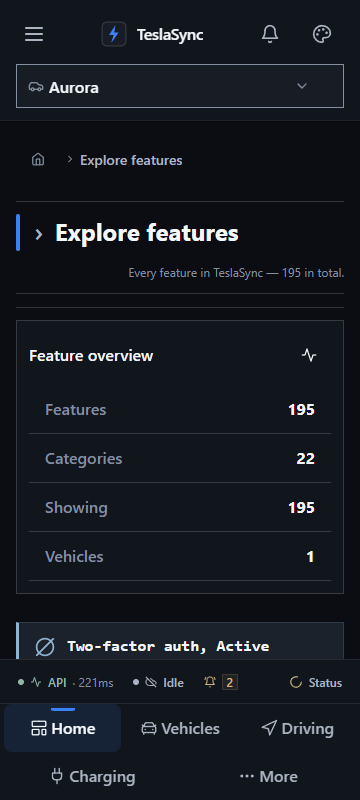 TeslaSync
Aurora
Explore features
Explore features
Every feature in TeslaSync — 195 in total.
Feature overview
Features 195
Categories 22
Showing 195
Vehicles 1
Two-factor auth, Active
API · 221ms Idle 2 Status
Home Vehicles Driving
Charging More